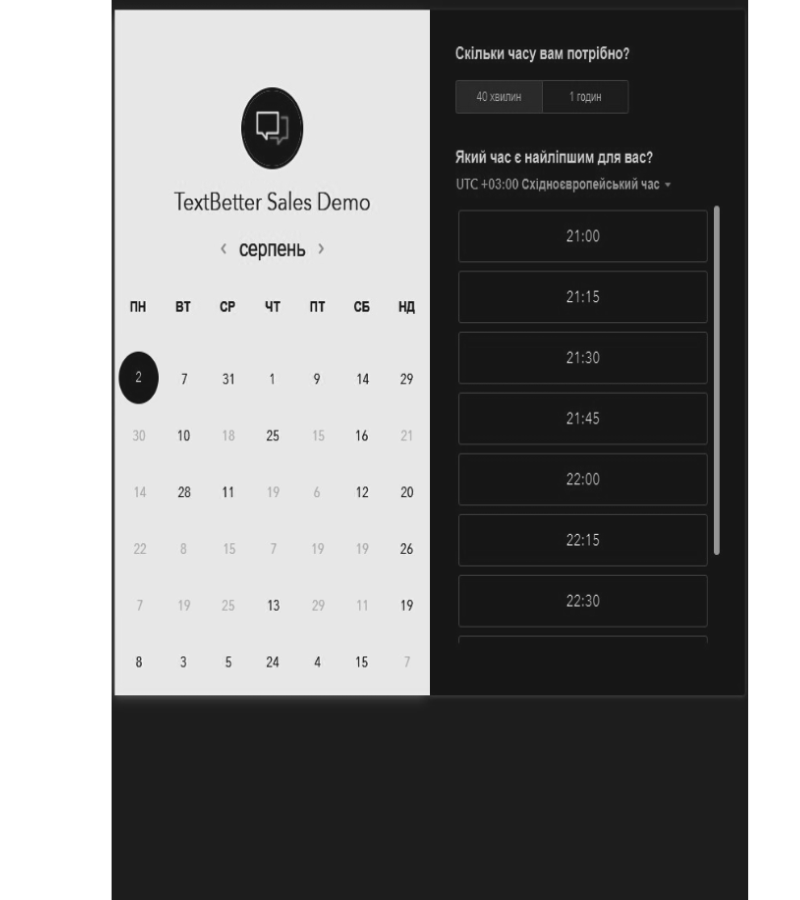 TextBetter Sales Demo
‹ серпень ›
ПН ВТ СР ЧТ ПТ СБ НД
2 7 31 1 9 14 29
30 10 18 25 15 16 21
14 28 11 19 6 12 20
22 8 15 7 19 19 26
7 19 25 13 29 11 19
8 3 5 24 4 15 7
Скільки часу вам потрібно?
40 хвилин 1 годин
Який час є найліпшим для вас?
UTC +03:00 Східноєвропейський час
21:00
21:15
21:30
21:45
22:00
22:15
22:30